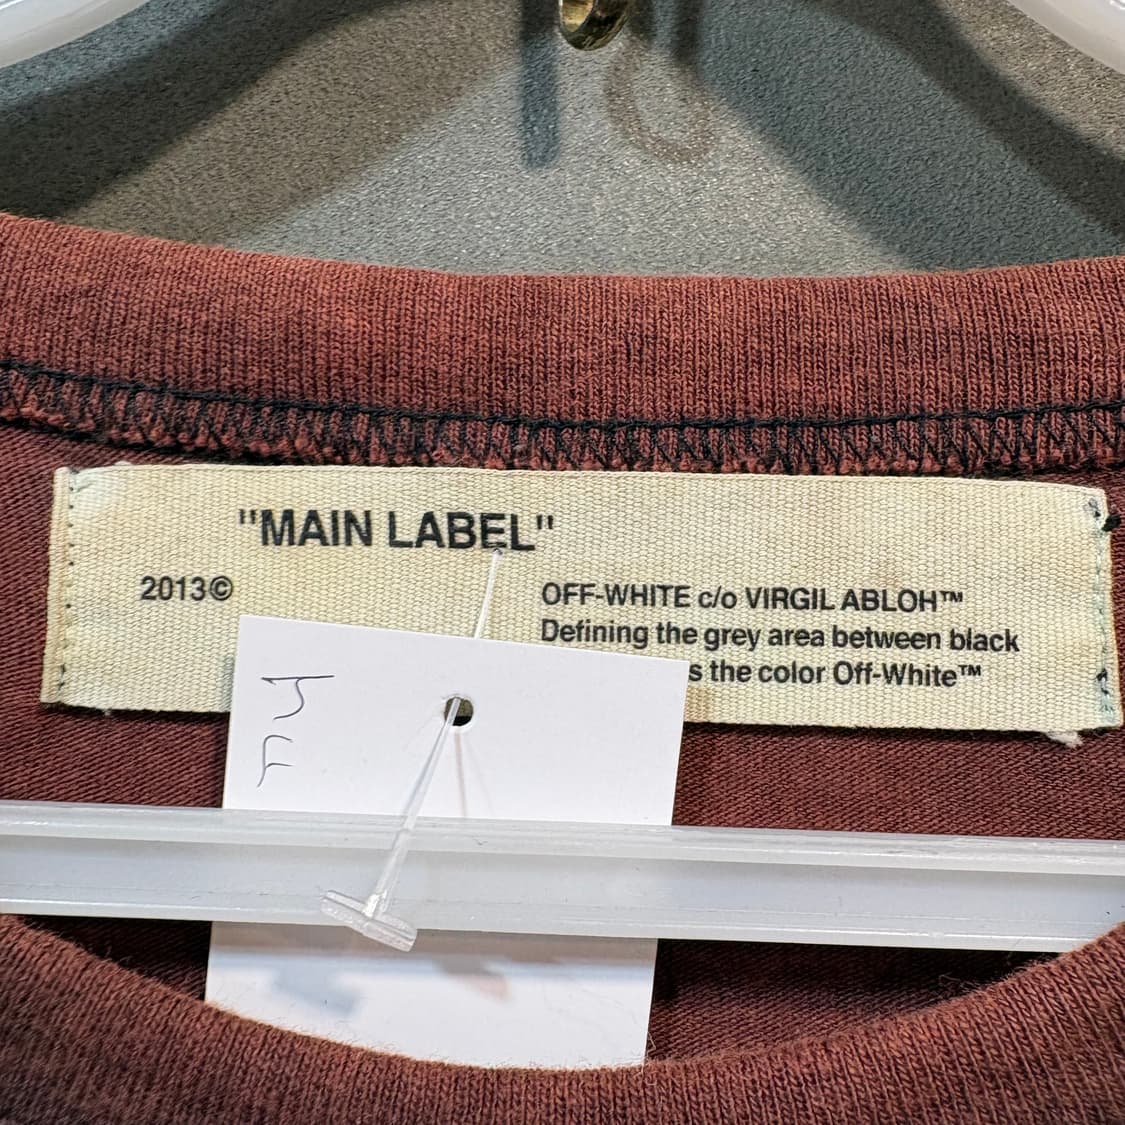 "MAIN LABEL"
2013©
OFF-WHITE c/o VIRGIL ABLOH™
Defining the grey area between black
s the color Off-White™